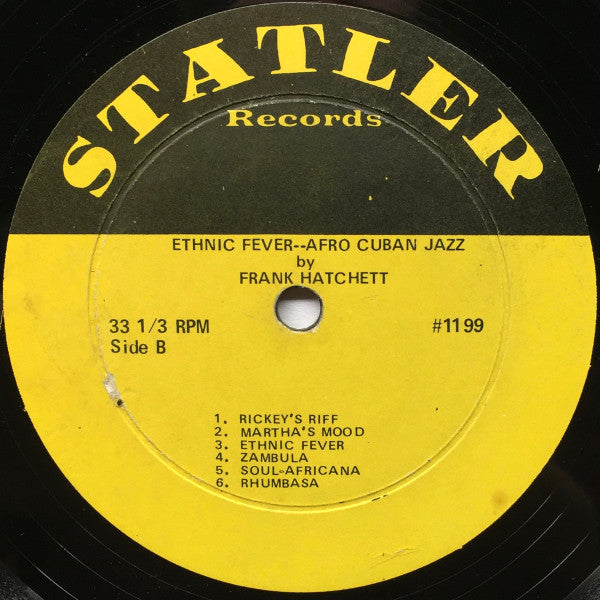 STATLER
Records
ETHNIC FEVER--AFRO CUBAN JAZZ
by
FRANK HATCHETT
33 1/3 RPM #1199
Side B
1. RICKEY'S RIFF
2. MARTHA'S MOOD
3. ETHNIC FEVER
4. ZAMBULA
5. SOUL-AFRICANA
6. RHUMBASA